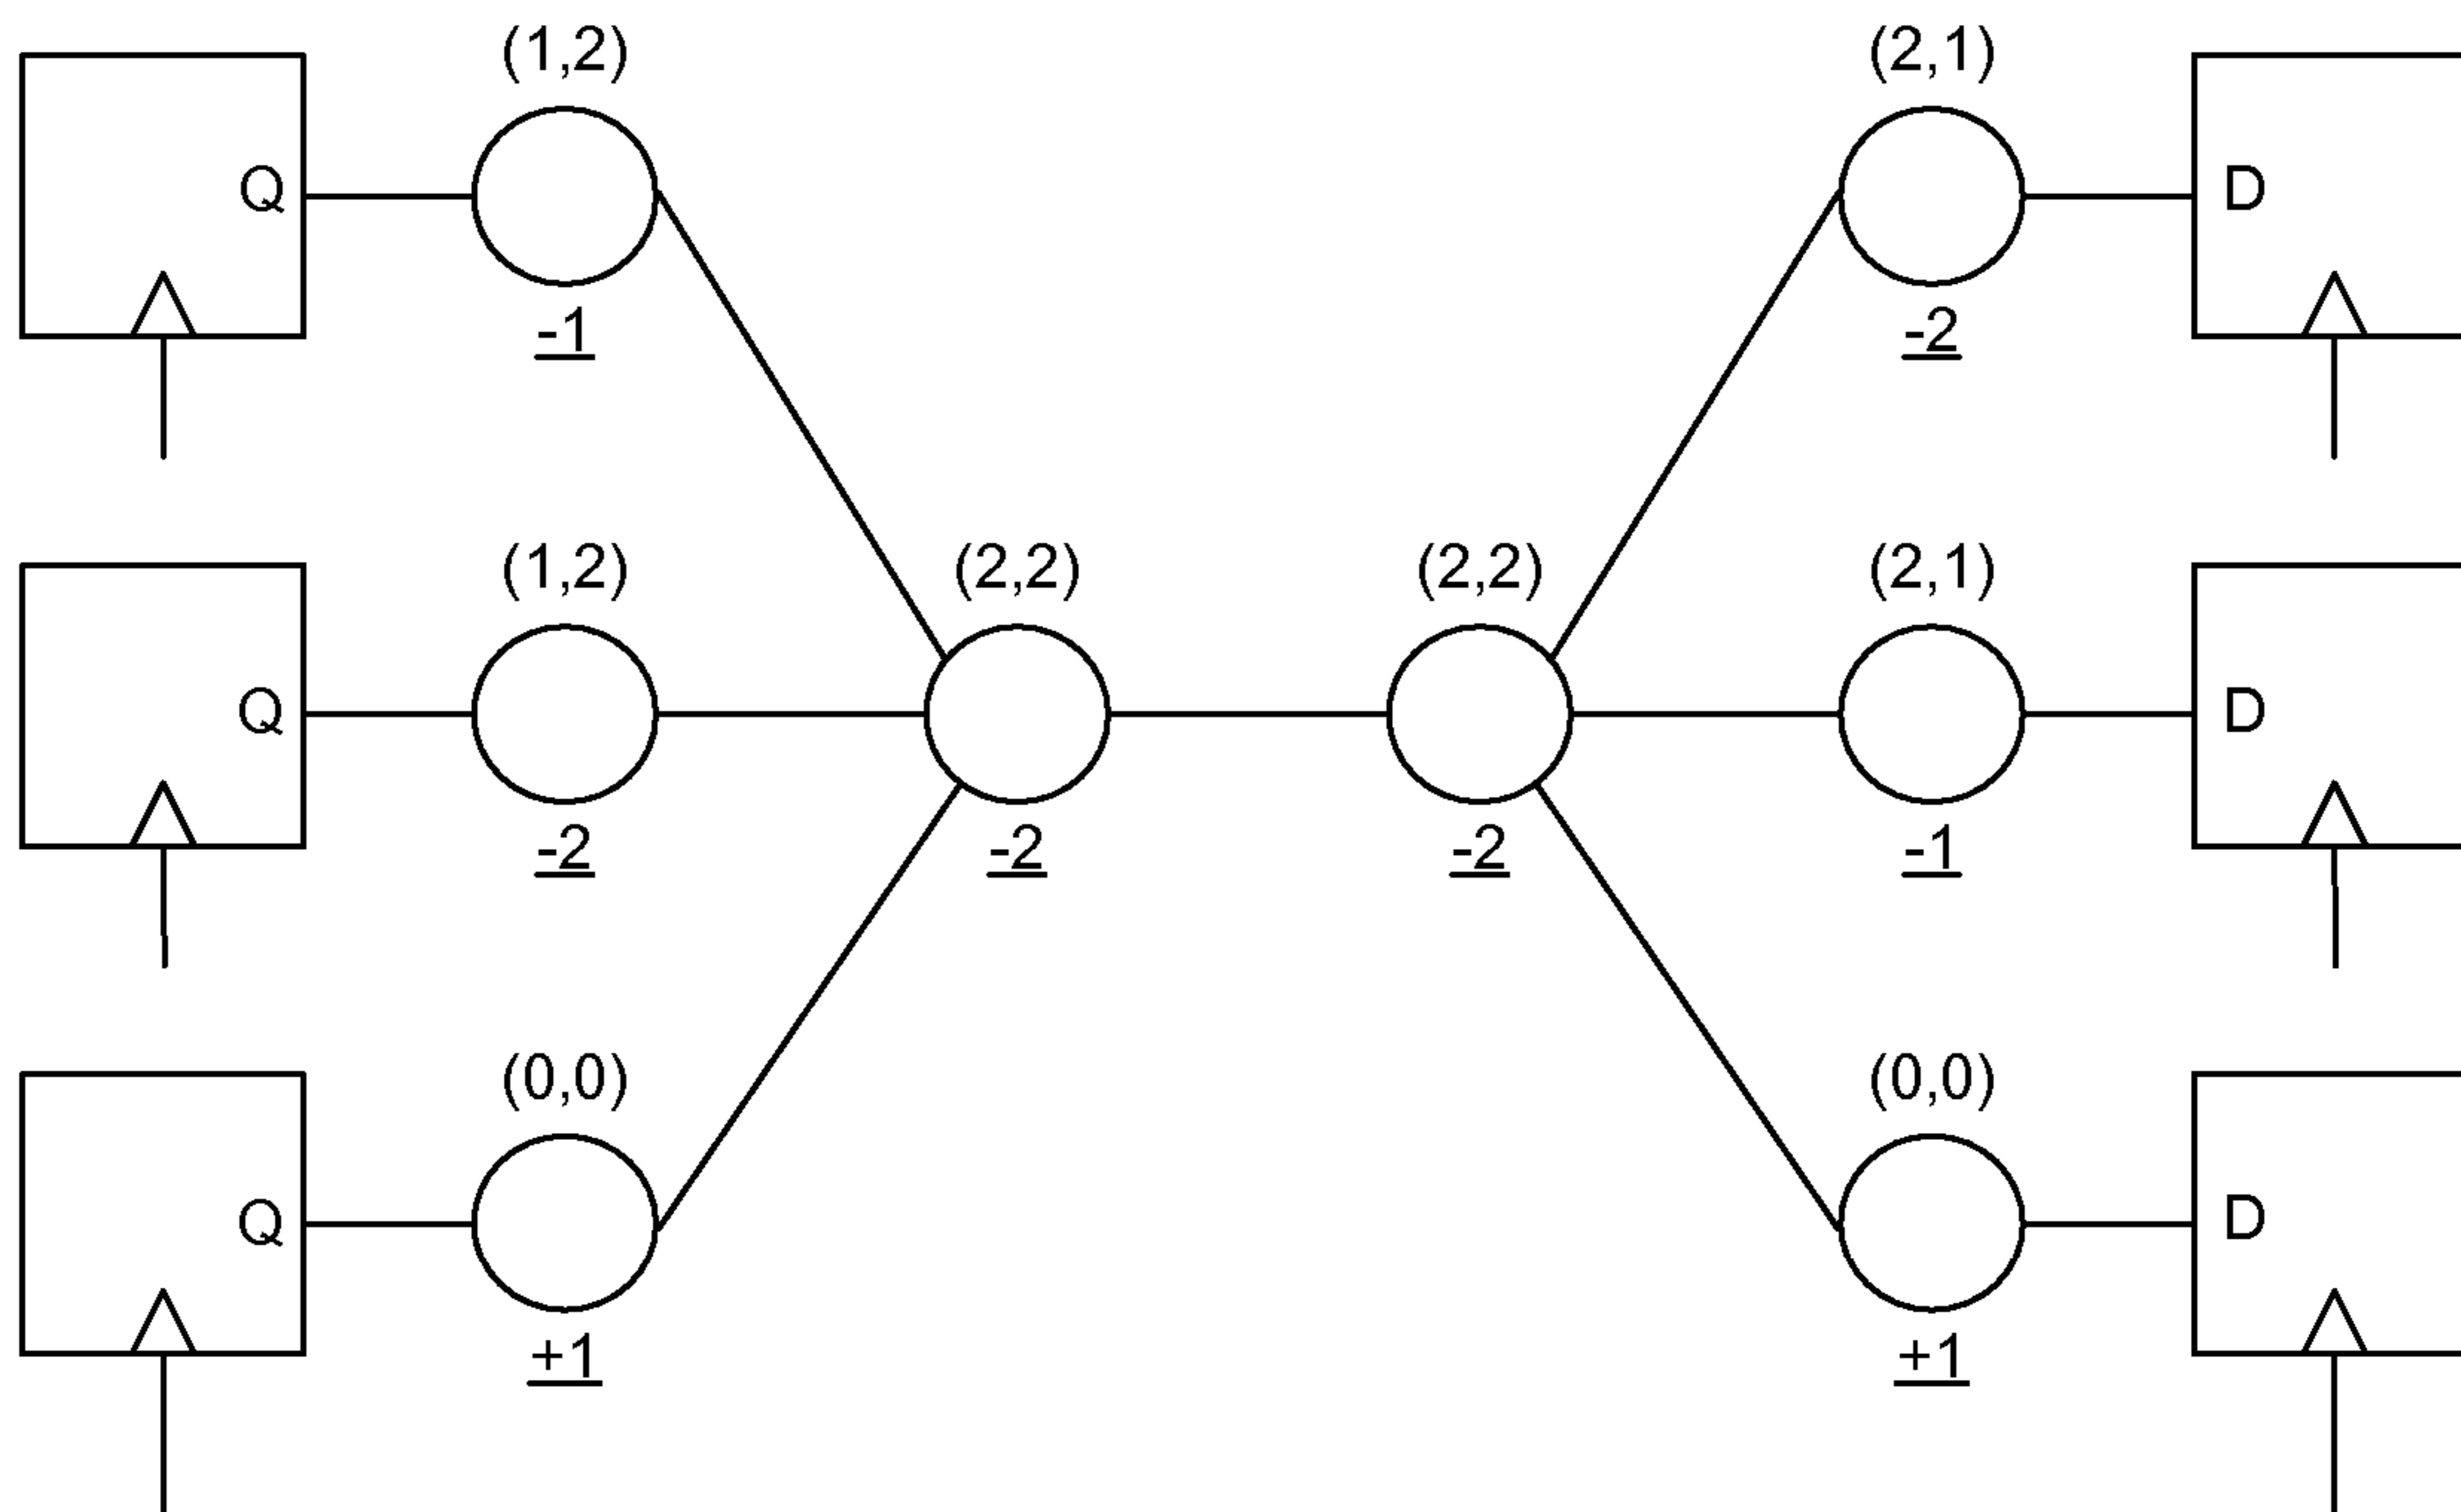 (1,2) (2,1)
Q D
-1 -2
(1,2) (2,2) (2,2) (2,1)
Q D
-2 -2 -2 -1
(0,0) (0,0)
Q D
+1 +1